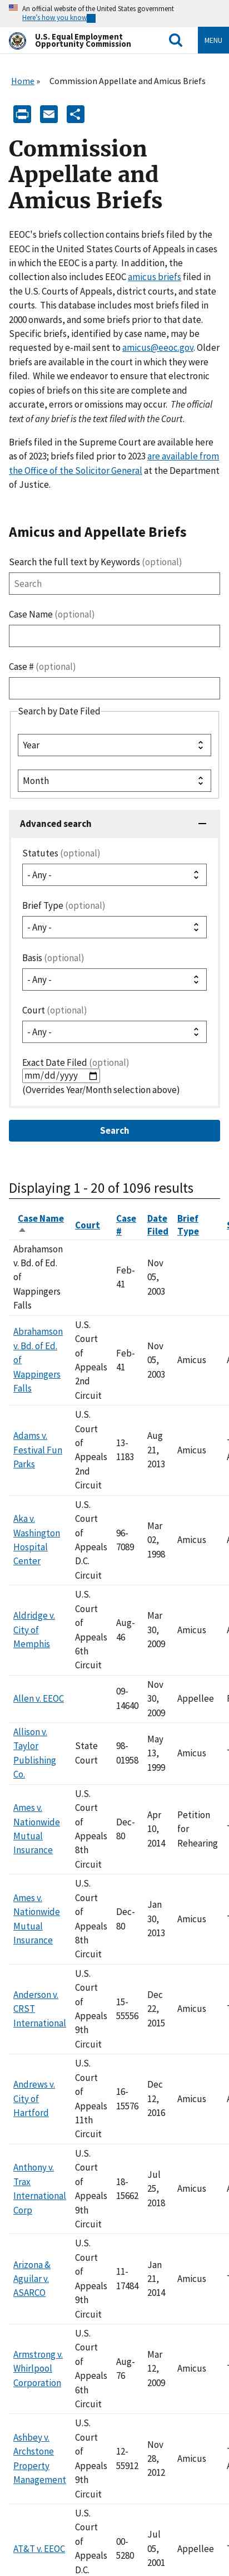 An official website of the United States government
Here's how you know
U.S. Equal Employment
Opportunity Commission
MENU
Home » Commission Appellate and Amicus Briefs
Commission
Appellate and
Amicus Briefs
EEOC's briefs collection contains briefs filed by the
EEOC in the United States Courts of Appeals in cases
in which the EEOC is a party.  In addition, the
collection also includes EEOC amicus briefs filed in
U.S. Courts of Appeals, district courts, and state
courts.  This database includes most briefs filed in
2000 onwards, and some briefs prior to that date.
Specific briefs, identified by case name, may be
requested by e-mail sent to amicus@eeoc.gov. Older
briefs are available in the format in which they were
filed.  While we endeavor to ensure that electronic
copies of briefs on this site are complete and
accurate, errors or omissions may occur.  The official
text of any brief is the text filed with the Court.
Briefs filed in the Supreme Court are available here
as of 2023; briefs filed prior to 2023 are available from
the Office of the Solicitor General at the Department
of Justice.
Amicus and Appellate Briefs
Search the full text by Keywords (optional)
Search
Case Name (optional)
Case # (optional)
Search by Date Filed
Year
Month
Advanced search
Statutes (optional)
- Any -
Brief Type (optional)
- Any -
Basis (optional)
- Any -
Court (optional)
- Any -
Exact Date Filed (optional)
mm/dd/yyyy
(Overrides Year/Month selection above)
Search
Displaying 1 - 20 of 1096 results
Case Name
Court
Case
#
Date
Filed
Brief
Type
Abrahamson
v. Bd. of Ed.
of
Wappingers
Falls
Feb-
41
Nov
05,
2003
Abrahamson
v. Bd. of Ed.
of
Wappingers
Falls
U.S.
Court
of
Appeals
2nd
Circuit
Feb-
41
Nov
05,
2003
Amicus
Adams v.
Festival Fun
Parks
U.S.
Court
of
Appeals
2nd
Circuit
13-
1183
Aug
21,
2013
Amicus
Aka v.
Washington
Hospital
Center
U.S.
Court
of
Appeals
D.C.
Circuit
96-
7089
Mar
02,
1998
Amicus
Aldridge v.
City of
Memphis
U.S.
Court
of
Appeals
6th
Circuit
Aug-
46
Mar
30,
2009
Amicus
Allen v. EEOC
09-
14640
Nov
30,
2009
Appellee
Allison v.
Taylor
Publishing
Co.
State
Court
98-
01958
May
13,
1999
Amicus
Ames v.
Nationwide
Mutual
Insurance
U.S.
Court
of
Appeals
8th
Circuit
Dec-
80
Apr
10,
2014
Petition
for
Rehearing
Ames v.
Nationwide
Mutual
Insurance
U.S.
Court
of
Appeals
8th
Circuit
Dec-
80
Jan
30,
2013
Amicus
Anderson v.
CRST
International
U.S.
Court
of
Appeals
9th
Circuit
15-
55556
Dec
22,
2015
Amicus
Andrews v.
City of
Hartford
U.S.
Court
of
Appeals
11th
Circuit
16-
15576
Dec
12,
2016
Amicus
Anthony v.
Trax
International
Corp
U.S.
Court
of
Appeals
9th
Circuit
18-
15662
Jul
25,
2018
Amicus
Arizona &
Aguilar v.
ASARCO
U.S.
Court
of
Appeals
9th
Circuit
11-
17484
Jan
21,
2014
Amicus
Armstrong v.
Whirlpool
Corporation
U.S.
Court
of
Appeals
6th
Circuit
Aug-
76
Mar
12,
2009
Amicus
Ashbey v.
Archstone
Property
Management
U.S.
Court
of
Appeals
9th
Circuit
12-
55912
Nov
28,
2012
Amicus
AT&T v. EEOC
U.S.
Court
of
Appeals
D.C.
00-
5280
Jul
05,
2001
Appellee